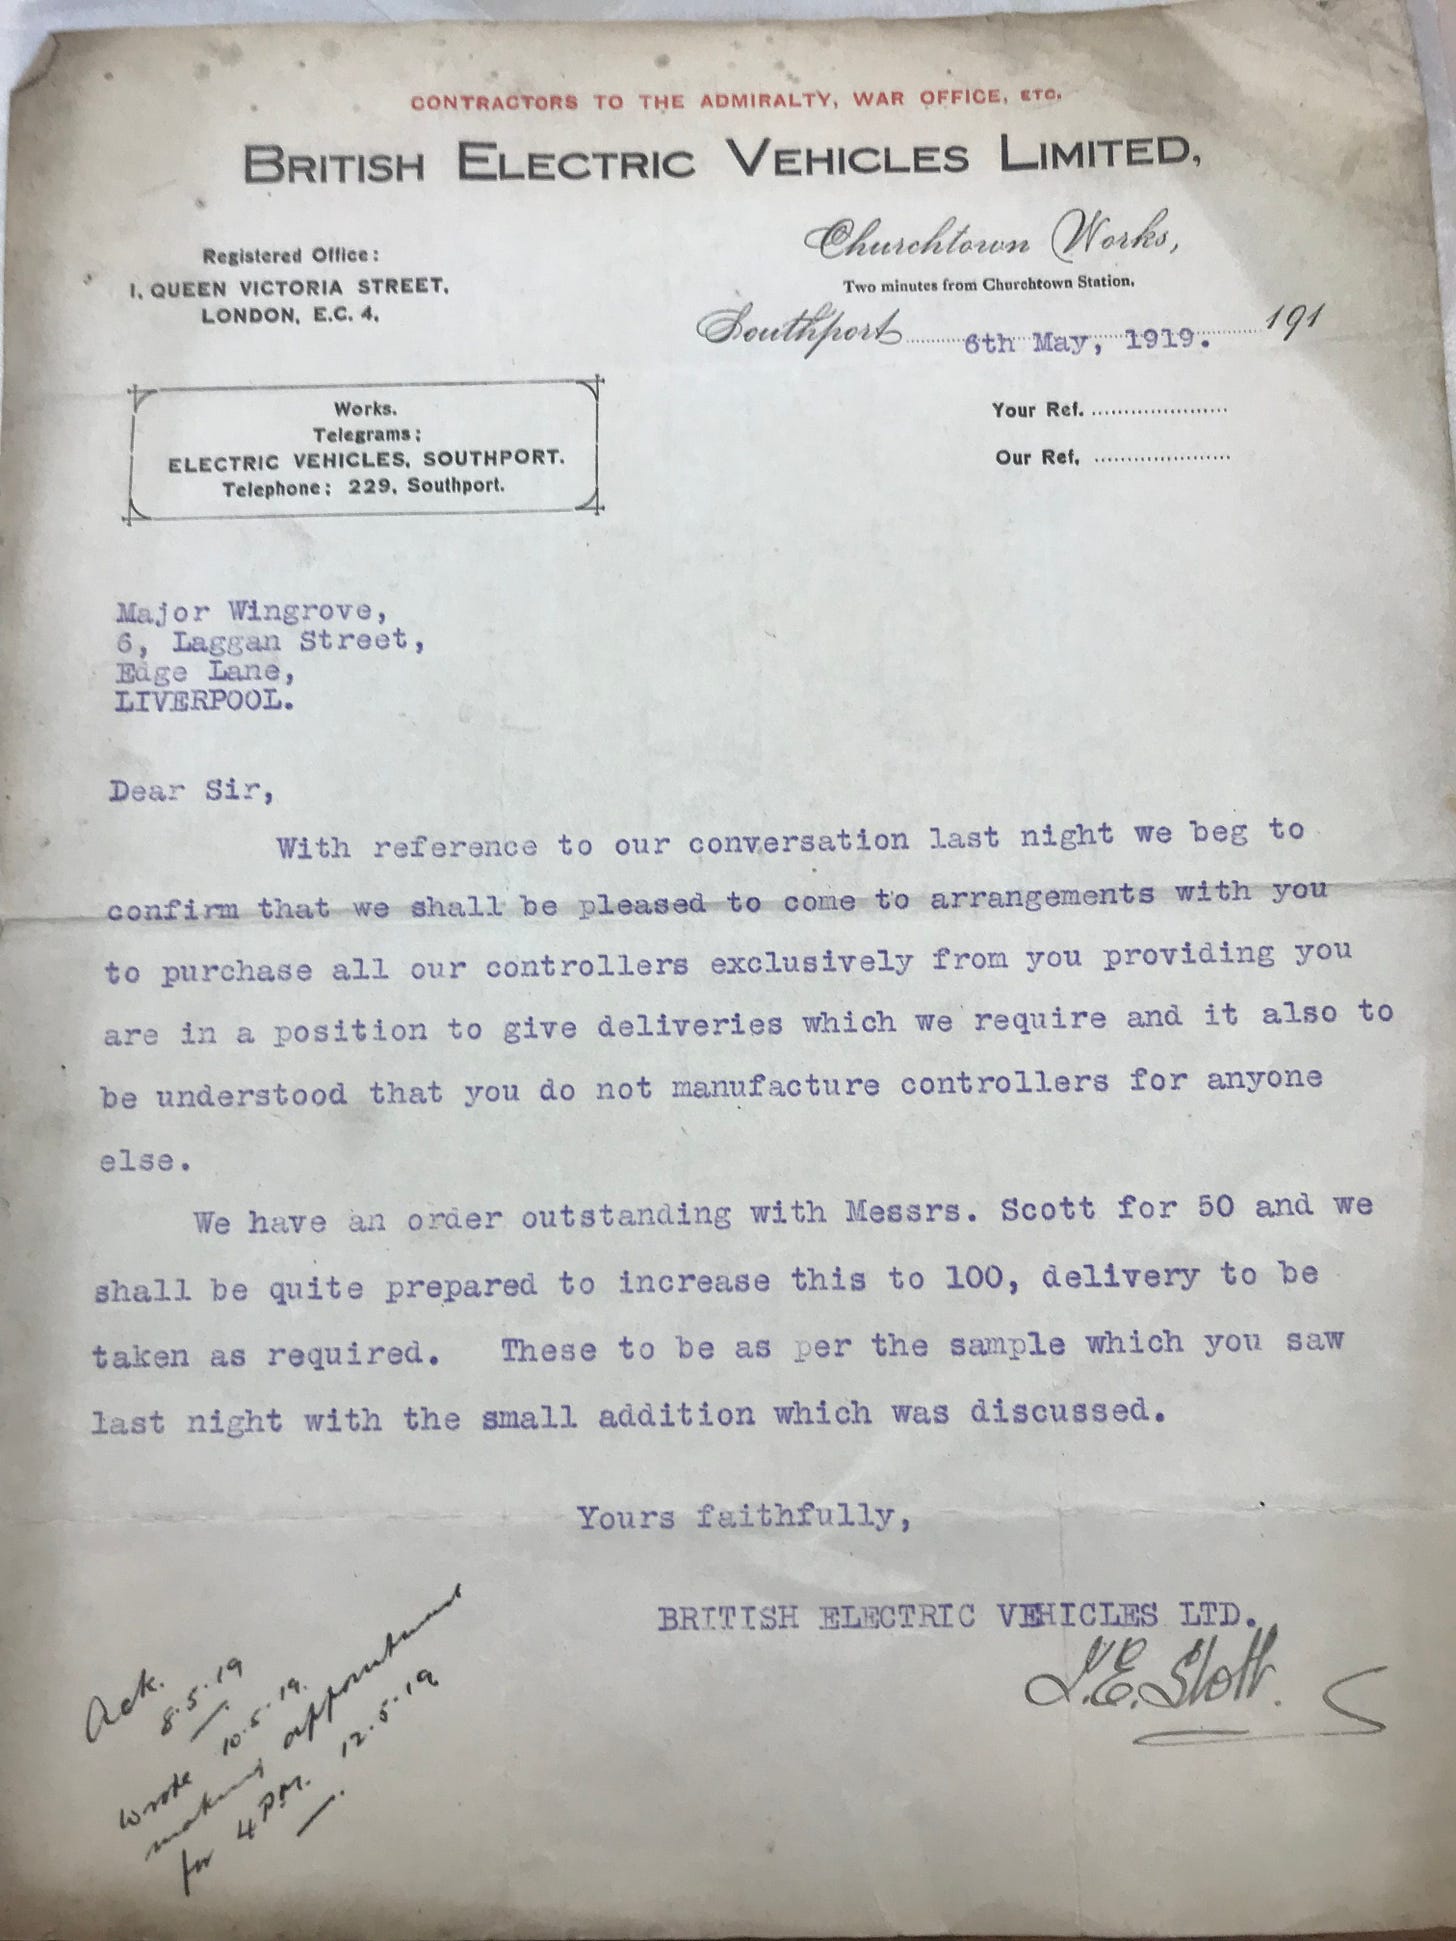 CONTRACTORS TO THE ADMIRALTY, WAR OFFICE, ETC.
BRITISH ELECTRIC VEHICLES LIMITED,
Registered Office:
1, QUEEN VICTORIA STREET,
LONDON, E.C. 4.
Churchtown Works,
Two minutes from Churchtown Station.
Southport 6th May, 1919. 191
Works.
Telegrams:
ELECTRIC VEHICLES, SOUTHPORT.
Telephone: 229, Southport.
Your Ref.
Our Ref.
Major Wingrove,
6, Laggan Street,
Edge Lane,
LIVERPOOL.
Dear Sir,
With reference to our conversation last night we beg to
confirm that we shall be pleased to come to arrangements with you
to purchase all our controllers exclusively from you providing you
are in a position to give deliveries which we require and it also to
be understood that you do not manufacture controllers for anyone
else.
We have an order outstanding with Messrs. Scott for 50 and we
shall be quite prepared to increase this to 100, delivery to be
taken as required. These to be as per the sample which you saw
last night with the small addition which was discussed.
Yours faithfully,
BRITISH ELECTRIC VEHICLES LTD.
Ack.
8.5.19
Wrote 10.5.19.
making appointment
for 4 P.M. 12.5.19